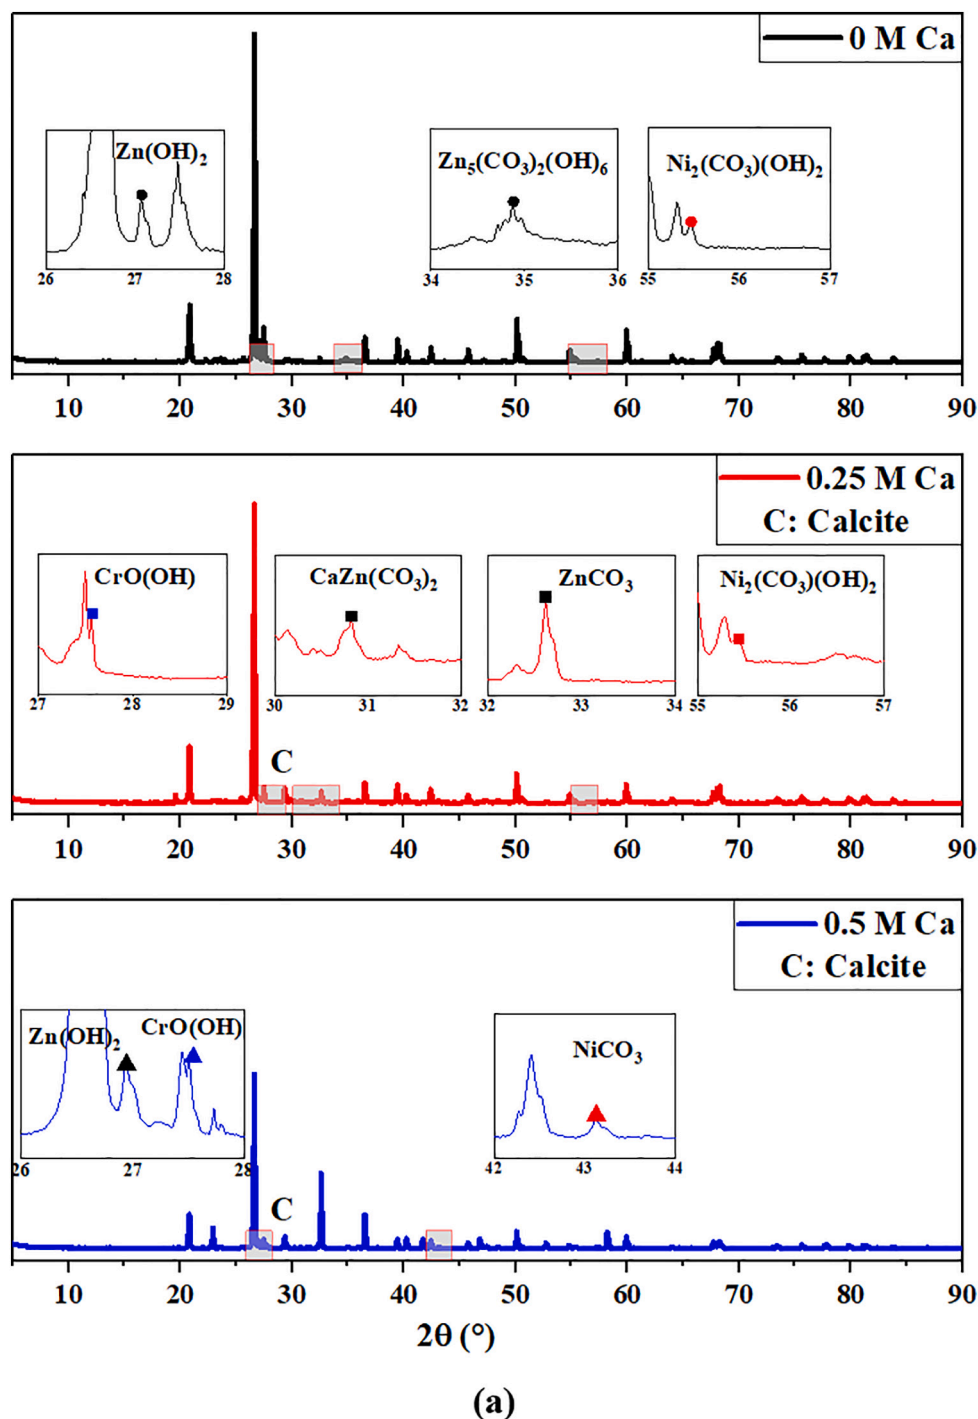 0 M Ca
Zn(OH)₂
Zn₅(CO₃)₂(OH)₆
Ni₂(CO₃)(OH)₂
26 27 28
34 35 36
55 56 57
10 20 30 40 50 60 70 80 90
0.25 M Ca
C: Calcite
CrO(OH)
CaZn(CO₃)₂
ZnCO₃
Ni₂(CO₃)(OH)₂
27 28 29
30 31 32
32 33 34
55 56 57
C
10 20 30 40 50 60 70 80 90
0.5 M Ca
C: Calcite
Zn(OH)₂
CrO(OH)
NiCO₃
26 27 28
42 43 44
C
10 20 30 40 50 60 70 80 90
2θ (°)
(a)